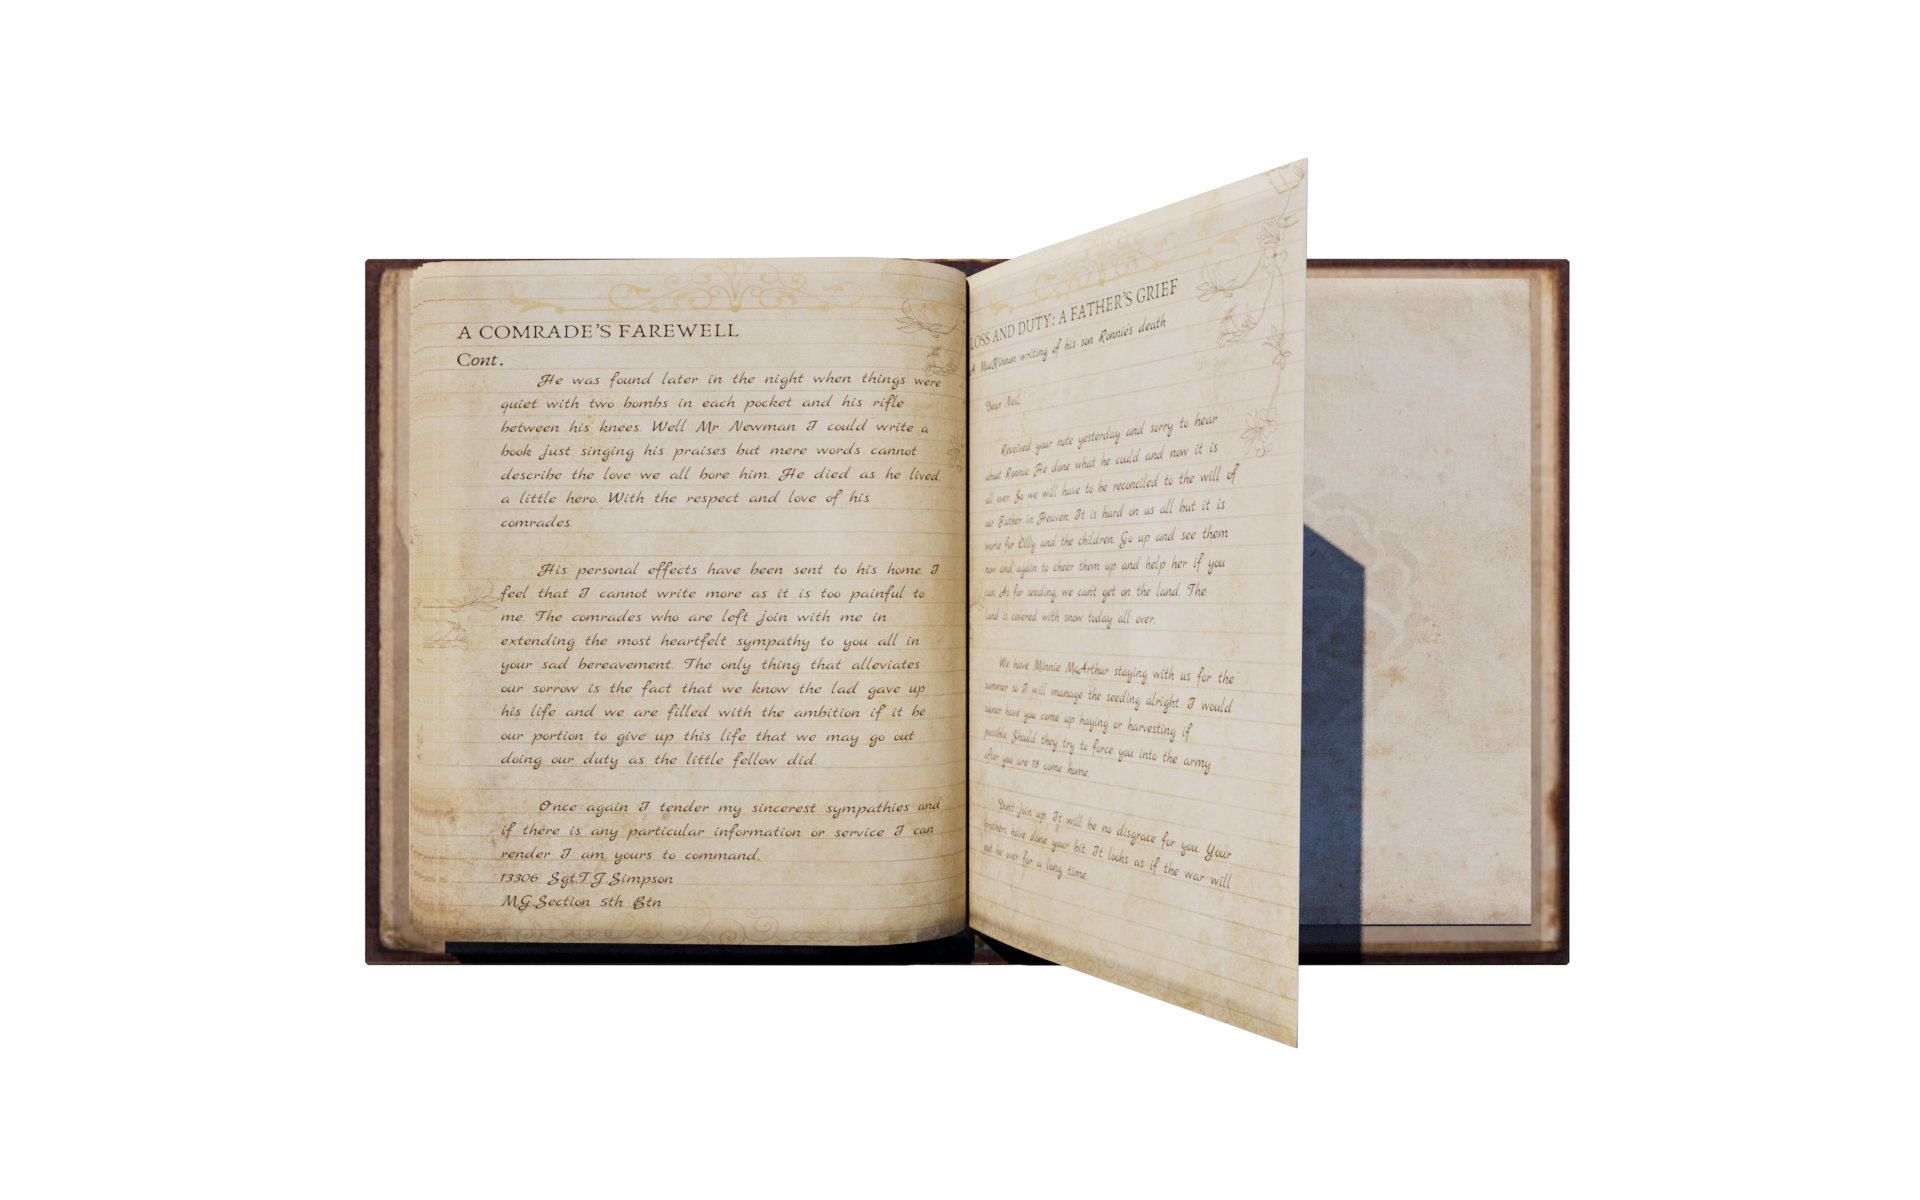 A COMRADE'S FAREWELL
Cont.
He was found later in the night when things were
quiet with two bombs in each pocket and his rifle
between his knees. Well Mr Newman I could write a
book just singing his praises but mere words cannot
describe the love we all bore him. He died as he lived,
a little hero. With the respect and love of his
comrades.
His personal effects have been sent to his home. I
feel that I cannot write more as it is too painful to
me. The comrades who are left join with me in
extending the most heartfelt sympathy to you all in
your sad bereavement. The only thing that alleviates
our sorrow is the fact that we know the lad gave up
his life and we are filled with the ambition if it be
our portion to give up this life that we may go out
doing our duty as the little fellow did.
Once again I tender my sincerest sympathies and
if there is any particular information or service I can
render I am yours to command.
13306 Sgt.T.J.Simpson
M.G.Section 5th Btn
LOSS AND DUTY: A FATHER'S GRIEF
A MacKinnon writing of his son Ronnie's death
Dear Neil,
Received your note yesterday and sorry to hear
about Ronnie. He done what he could and now it is
all over. So we will have to be reconciled to the will of
our Father in Heaven. It is hard on us all but it is
worse for Lilly and the children. Go up and see them
now and again to cheer them up and help her if you
can. As for seeding, we cant get on the land. The
land is covered with snow today all over.
We have Minnie McArthur staying with us for the
summer so I will manage the seeding alright. I would
sooner have you come up haying or harvesting if
possible. Should they try to force you into the army
after you are 18 come home.
Dont join up. It will be no disgrace for you. Your
brothers have done your bit. It looks as if the war will
not be over for a long time.